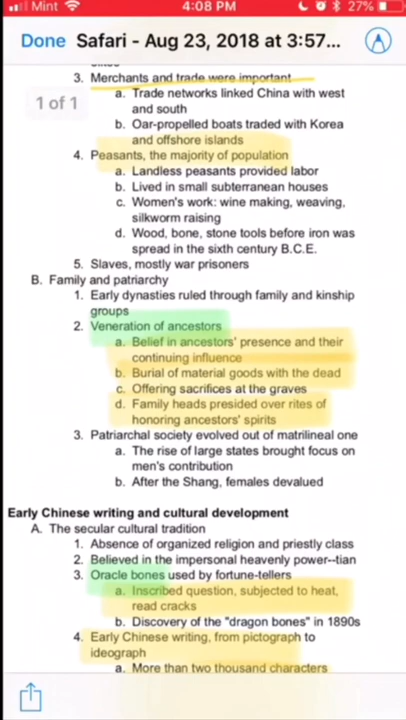 Mint 4:08 PM 27%
Done Safari - Aug 23, 2018 at 3:57...
1 of 1
3. Merchants and trade were important
a. Trade networks linked China with west
and south
b. Oar-propelled boats traded with Korea
and offshore islands
4. Peasants, the majority of population
a. Landless peasants provided labor
b. Lived in small subterranean houses
c. Women's work: wine making, weaving,
silkworm raising
d. Wood, bone, stone tools before iron was
spread in the sixth century B.C.E.
5. Slaves, mostly war prisoners
B. Family and patriarchy
1. Early dynasties ruled through family and kinship
groups
2. Veneration of ancestors
a. Belief in ancestors' presence and their
continuing influence
b. Burial of material goods with the dead
c. Offering sacrifices at the graves
d. Family heads presided over rites of
honoring ancestors' spirits
3. Patriarchal society evolved out of matrilineal one
a. The rise of large states brought focus on
men's contribution
b. After the Shang, females devalued
Early Chinese writing and cultural development
A. The secular cultural tradition
1. Absence of organized religion and priestly class
2. Believed in the impersonal heavenly power--tian
3. Oracle bones used by fortune-tellers
a. Inscribed question, subjected to heat,
read cracks
b. Discovery of the "dragon bones" in 1890s
4. Early Chinese writing, from pictograph to
ideograph
a. More than two thousand characters